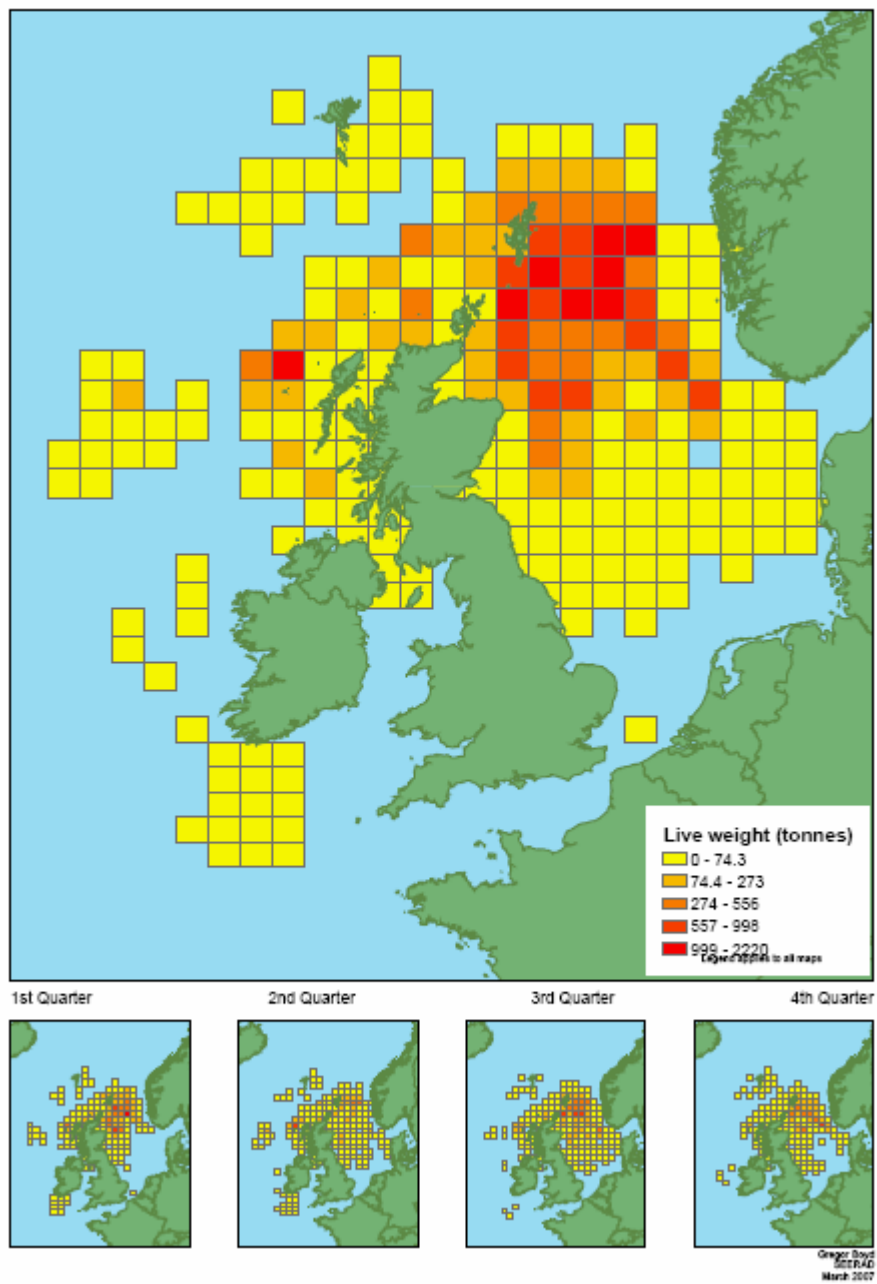 Live weight (tonnes)
0 - 74.3
74.4 - 273
274 - 556
557 - 998
999 - 2220
Legend applies to all maps
1st Quarter
2nd Quarter
3rd Quarter
4th Quarter
Gregor Boyd
SEERAD
March 2007